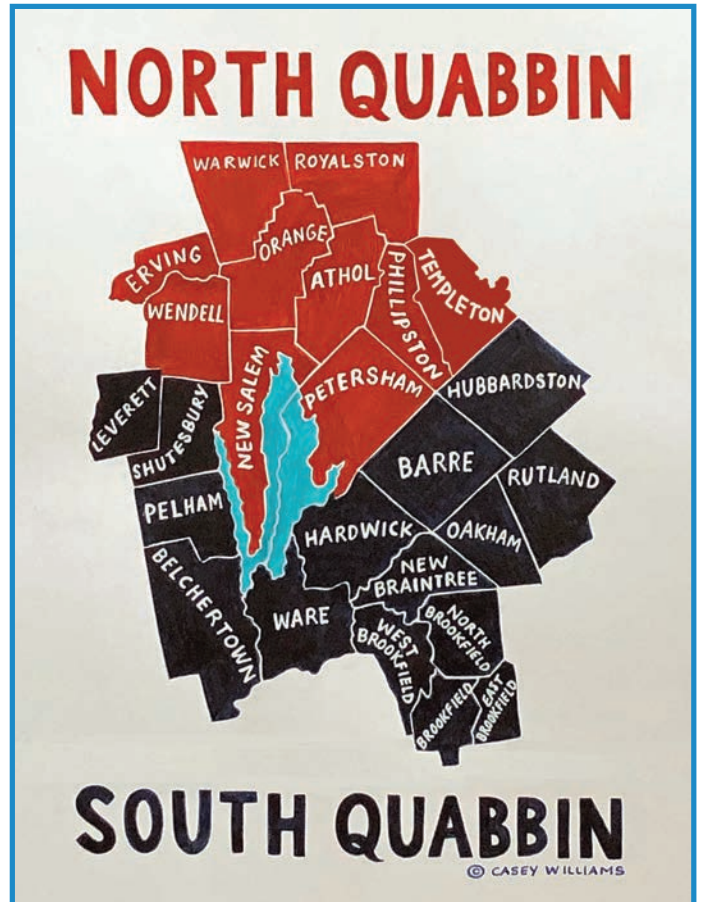 NORTH QUABBIN
WARWICK
ROYALSTON
ORANGE
ERVING
ATHOL
PHILLIPSTON
TEMPLETON
WENDELL
NEW SALEM
PETERSHAM
HUBBARDSTON
LEVERETT
SHUTESBURY
BARRE
RUTLAND
PELHAM
HARDWICK
OAKHAM
BELCHERTOWN
NEW
BRAINTREE
WARE
WEST
BROOKFIELD
NORTH
BROOKFIELD
BROOKFIELD
EAST
BROOKFIELD
SOUTH QUABBIN
© CASEY WILLIAMS